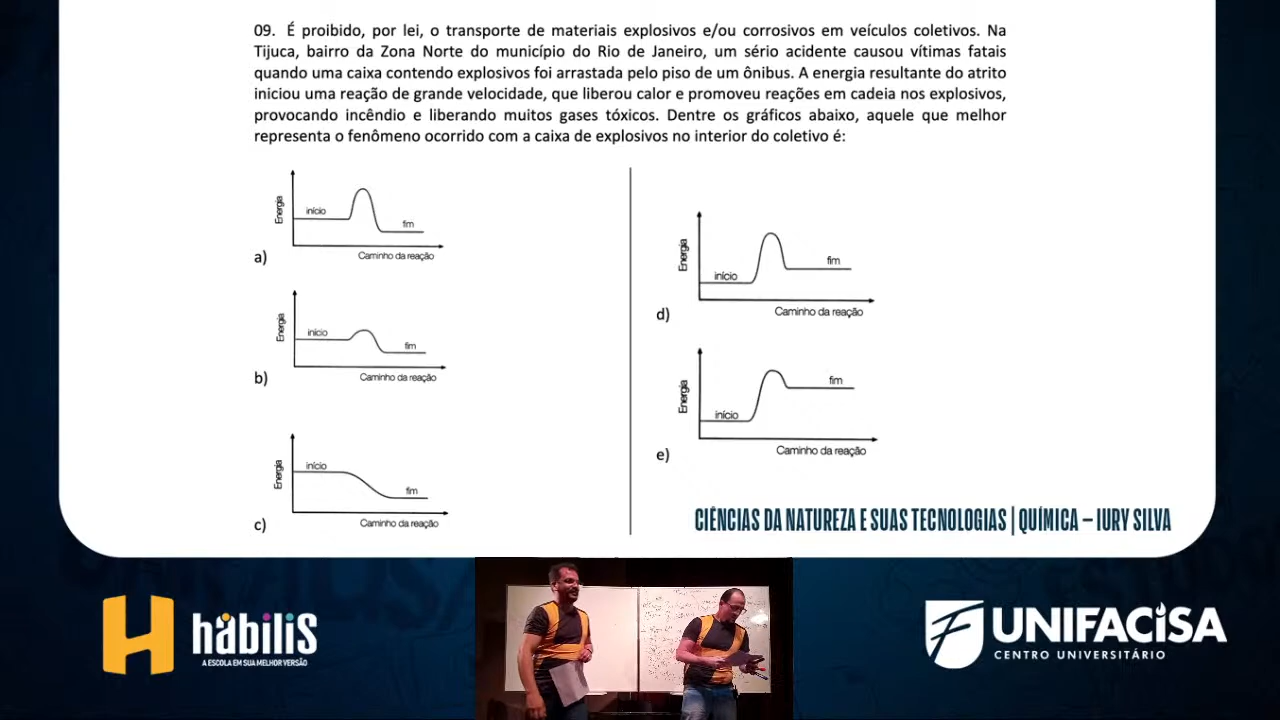 09. É proibido, por lei, o transporte de materiais explosivos e/ou corrosivos em veículos coletivos. Na
Tijuca, bairro da Zona Norte do município do Rio de Janeiro, um sério acidente causou vítimas fatais
quando uma caixa contendo explosivos foi arrastada pelo piso de um ônibus. A energia resultante do atrito
iniciou uma reação de grande velocidade, que liberou calor e promoveu reações em cadeia nos explosivos,
provocando incêndio e liberando muitos gases tóxicos. Dentre os gráficos abaixo, aquele que melhor
representa o fenômeno ocorrido com a caixa de explosivos no interior do coletivo é:
Energia
início
fim
Caminho da reação
a)
Energia
início
fim
Caminho da reação
b)
Energia
início
fim
Caminho da reação
c)
Energia
início
fim
Caminho da reação
d)
Energia
início
fim
Caminho da reação
e)
CIÊNCIAS DA NATUREZA E SUAS TECNOLOGIAS | QUÍMICA – IURY SILVA
H
hábilis
A ESCOLA EM SUA MELHOR VERSÃO
UNIFACISA
CENTRO UNIVERSITÁRIO